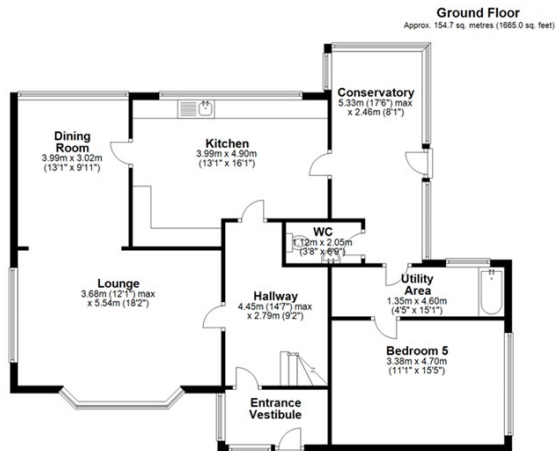 Ground Floor
Approx. 154.7 sq. metres (1665.0 sq. feet)
Conservatory
5.33m (17'6") max
x 2.46m (8'1")
Dining
Room
3.99m x 3.02m
(13'1" x 9'11")
Kitchen
3.99m x 4.90m
(13'1" x 16'1")
WC
1.12m x 2.05m
(3'8" x 6'9")
Lounge
3.68m (12'1") max
x 5.54m (18'2")
Hallway
4.45m (14'7") max
x 2.79m (9'2")
Utility
Area
1.35m x 4.60m
(4'5" x 15'1")
Bedroom 5
3.38m x 4.70m
(11'1" x 15'5")
Entrance
Vestibule